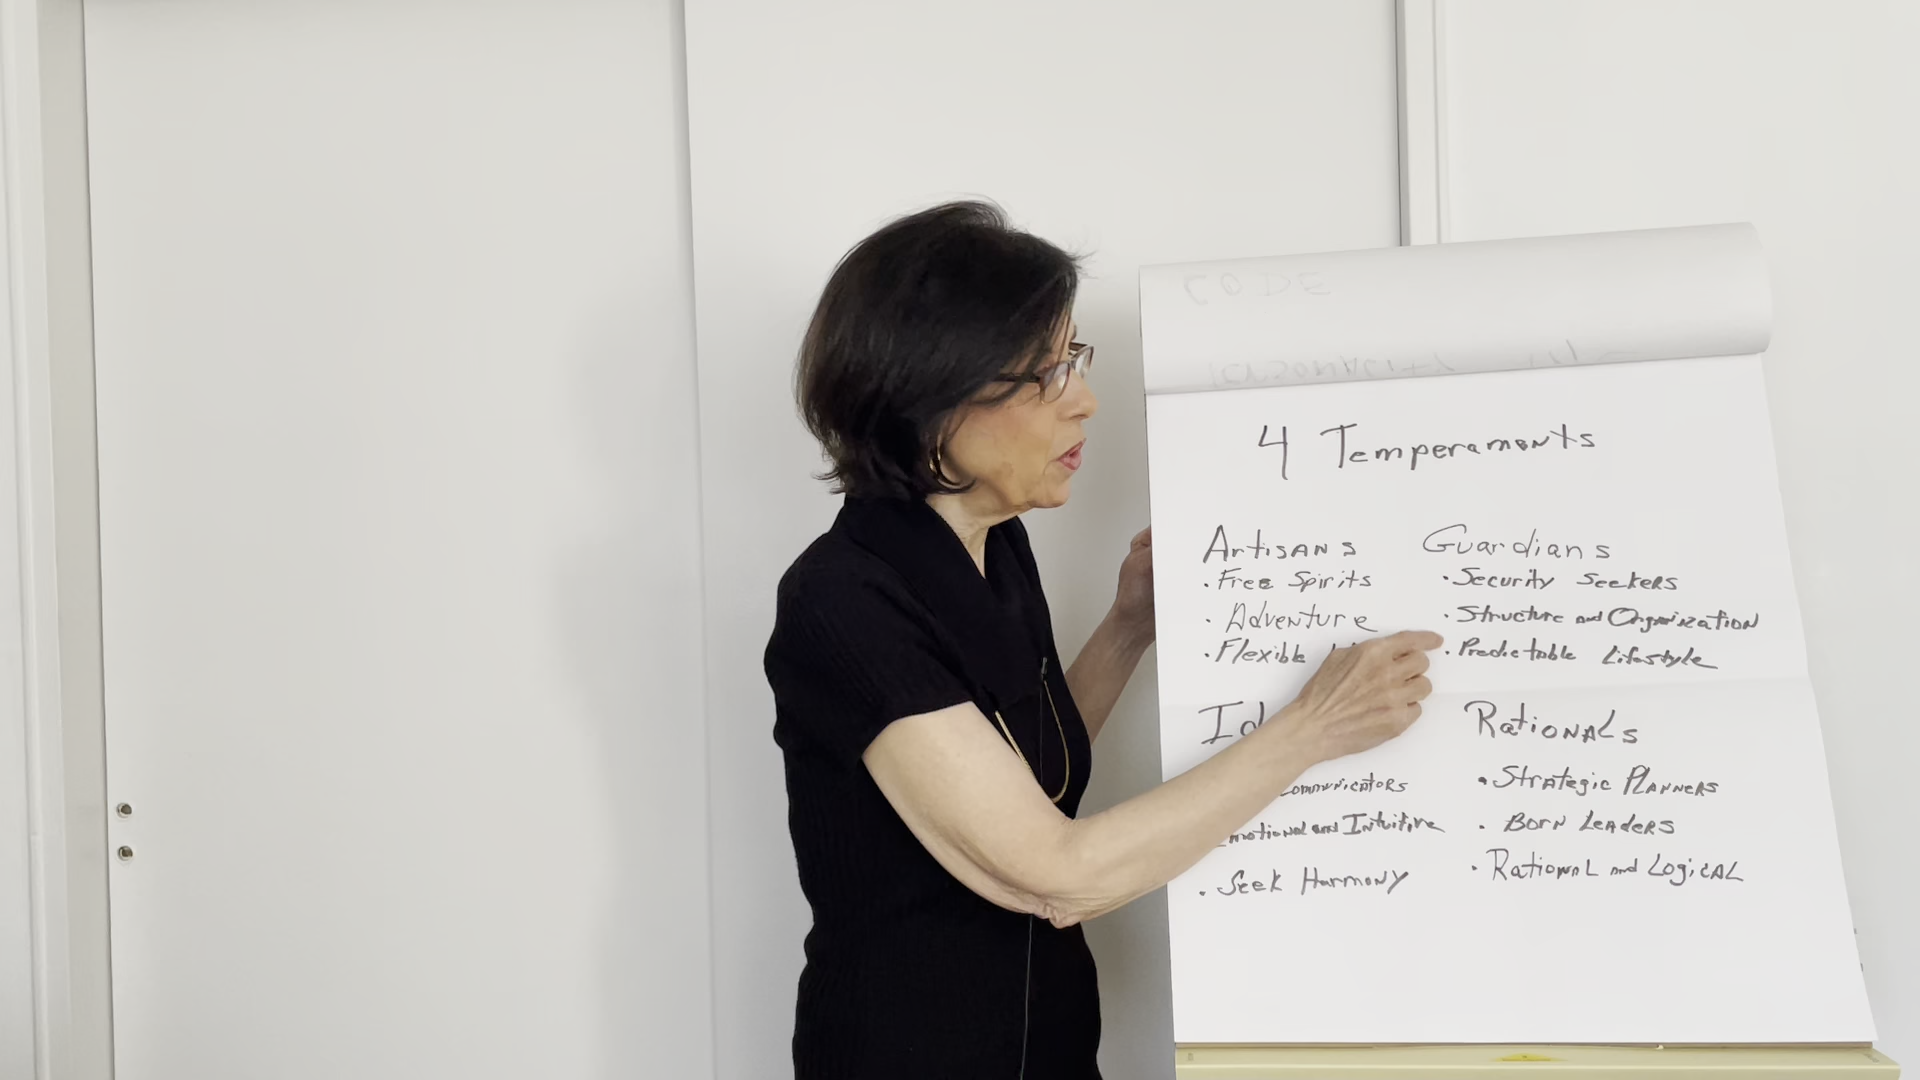 CODE
4 Temperaments
Artisans
• Free Spirits
• Adventure
• Flexible
Guardians
• Security Seekers
• Structure and Organization
• Predictable Lifestyle
Communicators
Emotional and Intuitive
• Seek Harmony
Rationals
• Strategic Planners
• Born Leaders
• Rational and Logical